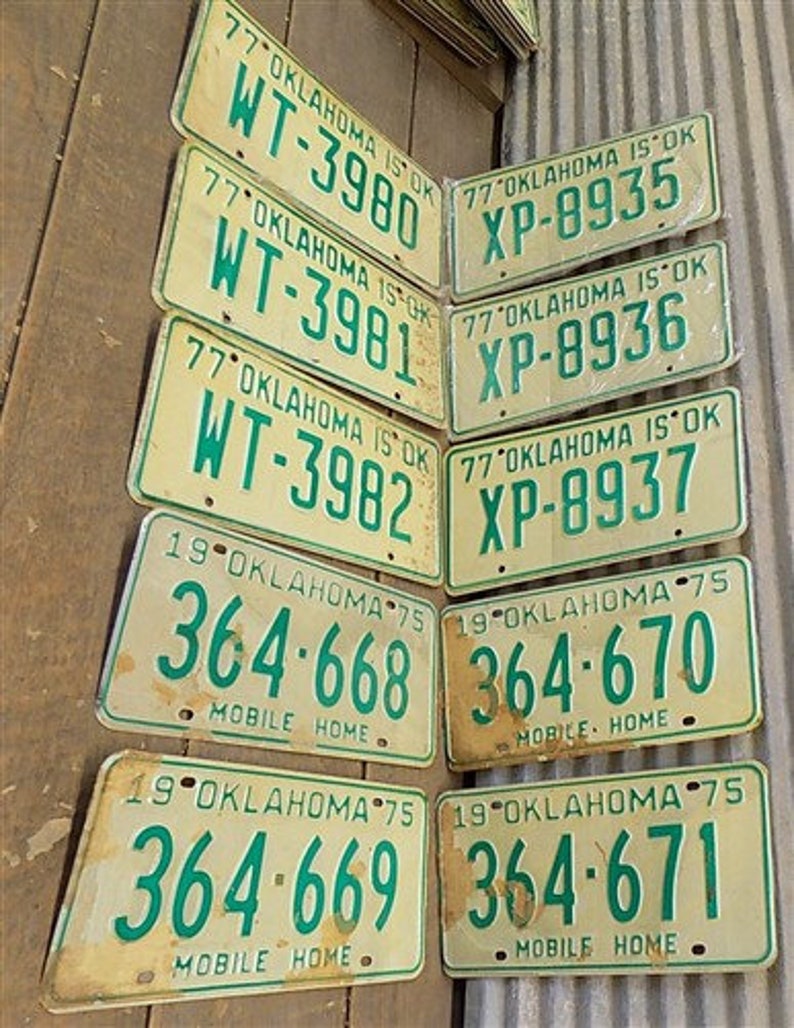 77 OKLAHOMA IS OK
WT-3980
77 OKLAHOMA IS OK
WT-3981
77 OKLAHOMA IS OK
WT-3982
19 OKLAHOMA 75
364·668
MOBILE HOME
19 OKLAHOMA 75
364·669
MOBILE HOME
77 OKLAHOMA IS OK
XP-8935
77 OKLAHOMA IS OK
XP-8936
77 OKLAHOMA IS OK
XP-8937
19 OKLAHOMA 75
364·670
MOBILE HOME
19 OKLAHOMA 75
364·671
MOBILE HOME